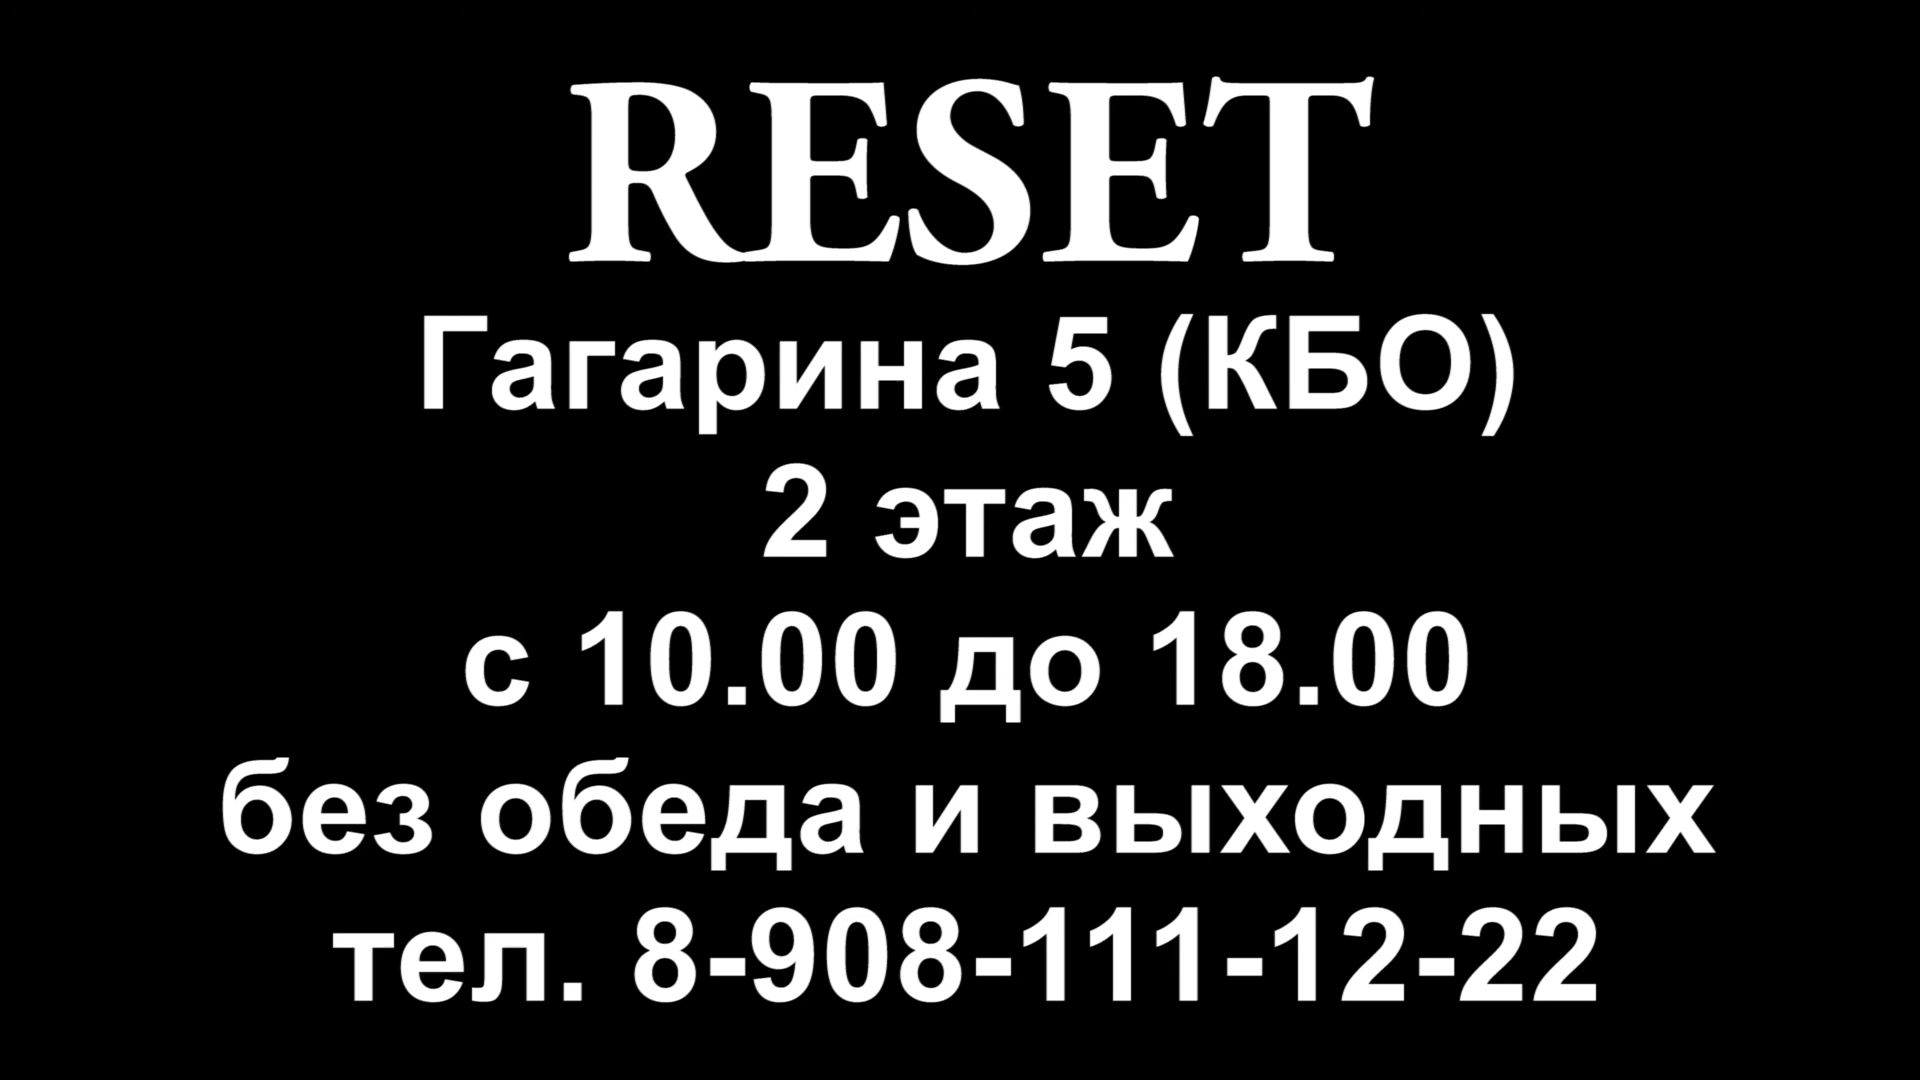 RESET
Гагарина 5 (КБО)
2 этаж
с 10.00 до 18.00
без обеда и выходных
тел. 8-908-111-12-22